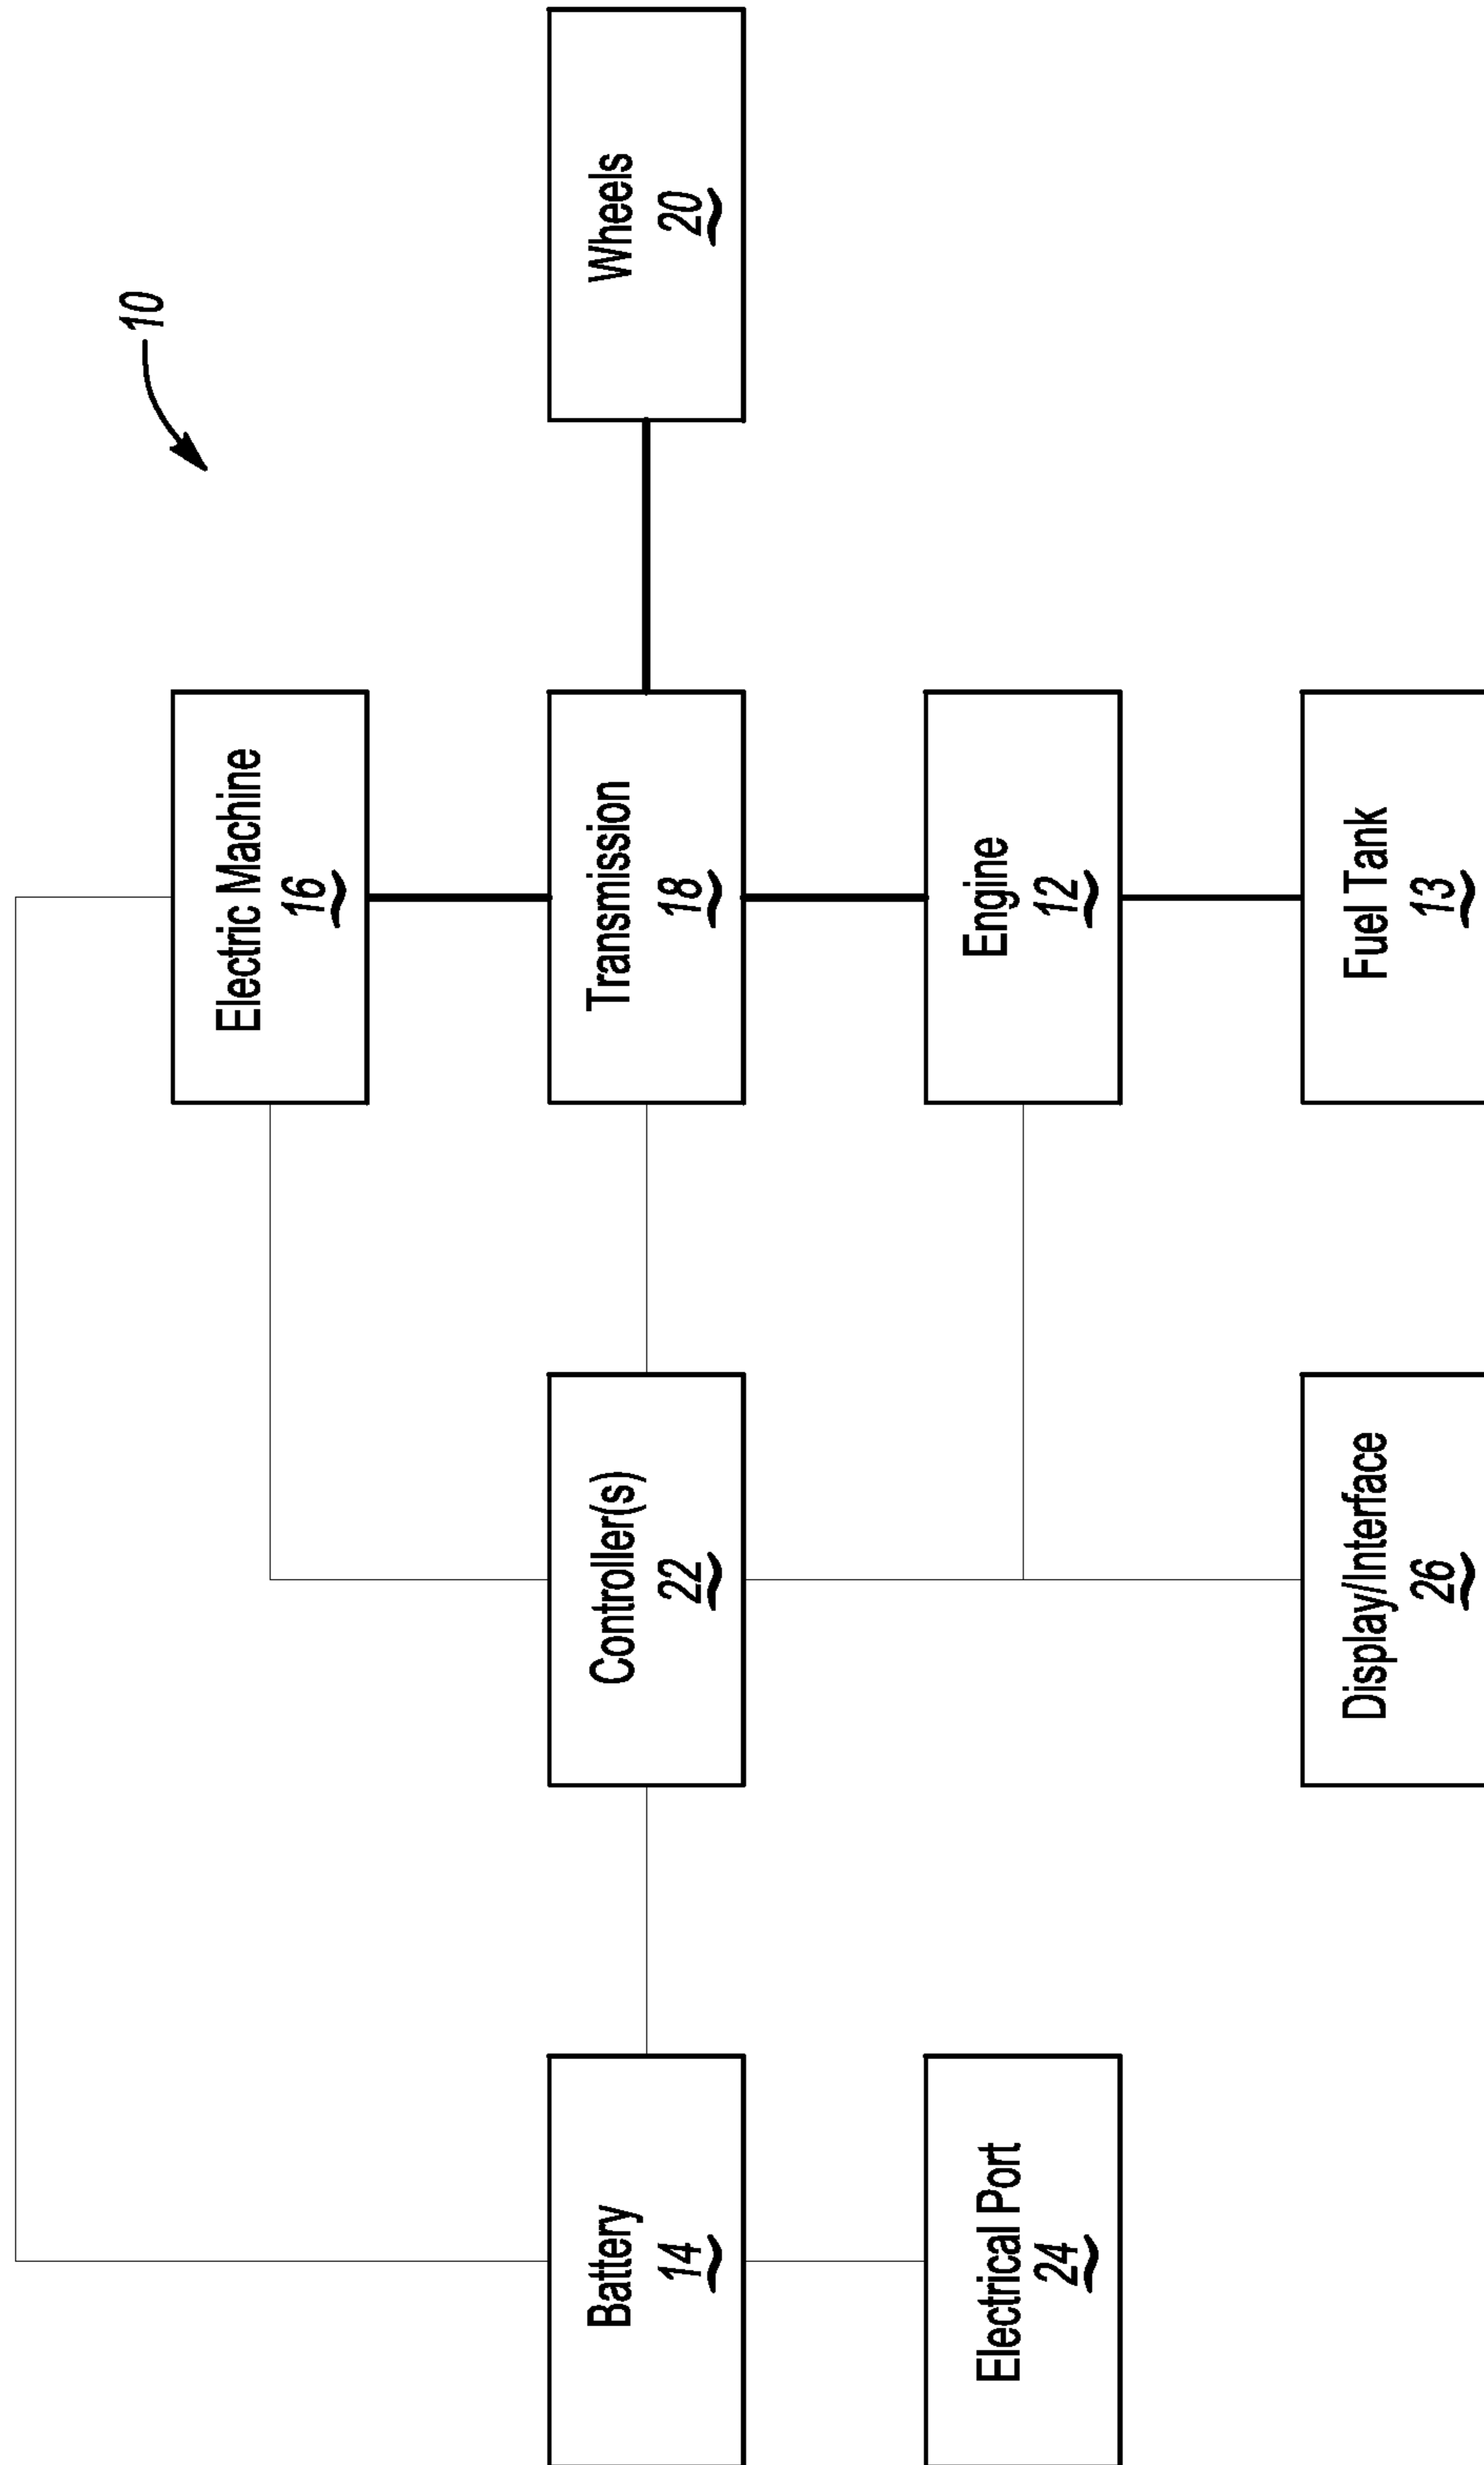 10
Electric Machine
16
Battery
14
Controller(s)
22
Transmission
18
Wheels
20
Electrical Port
24
Engine
12
Display/Interface
26
Fuel Tank
13